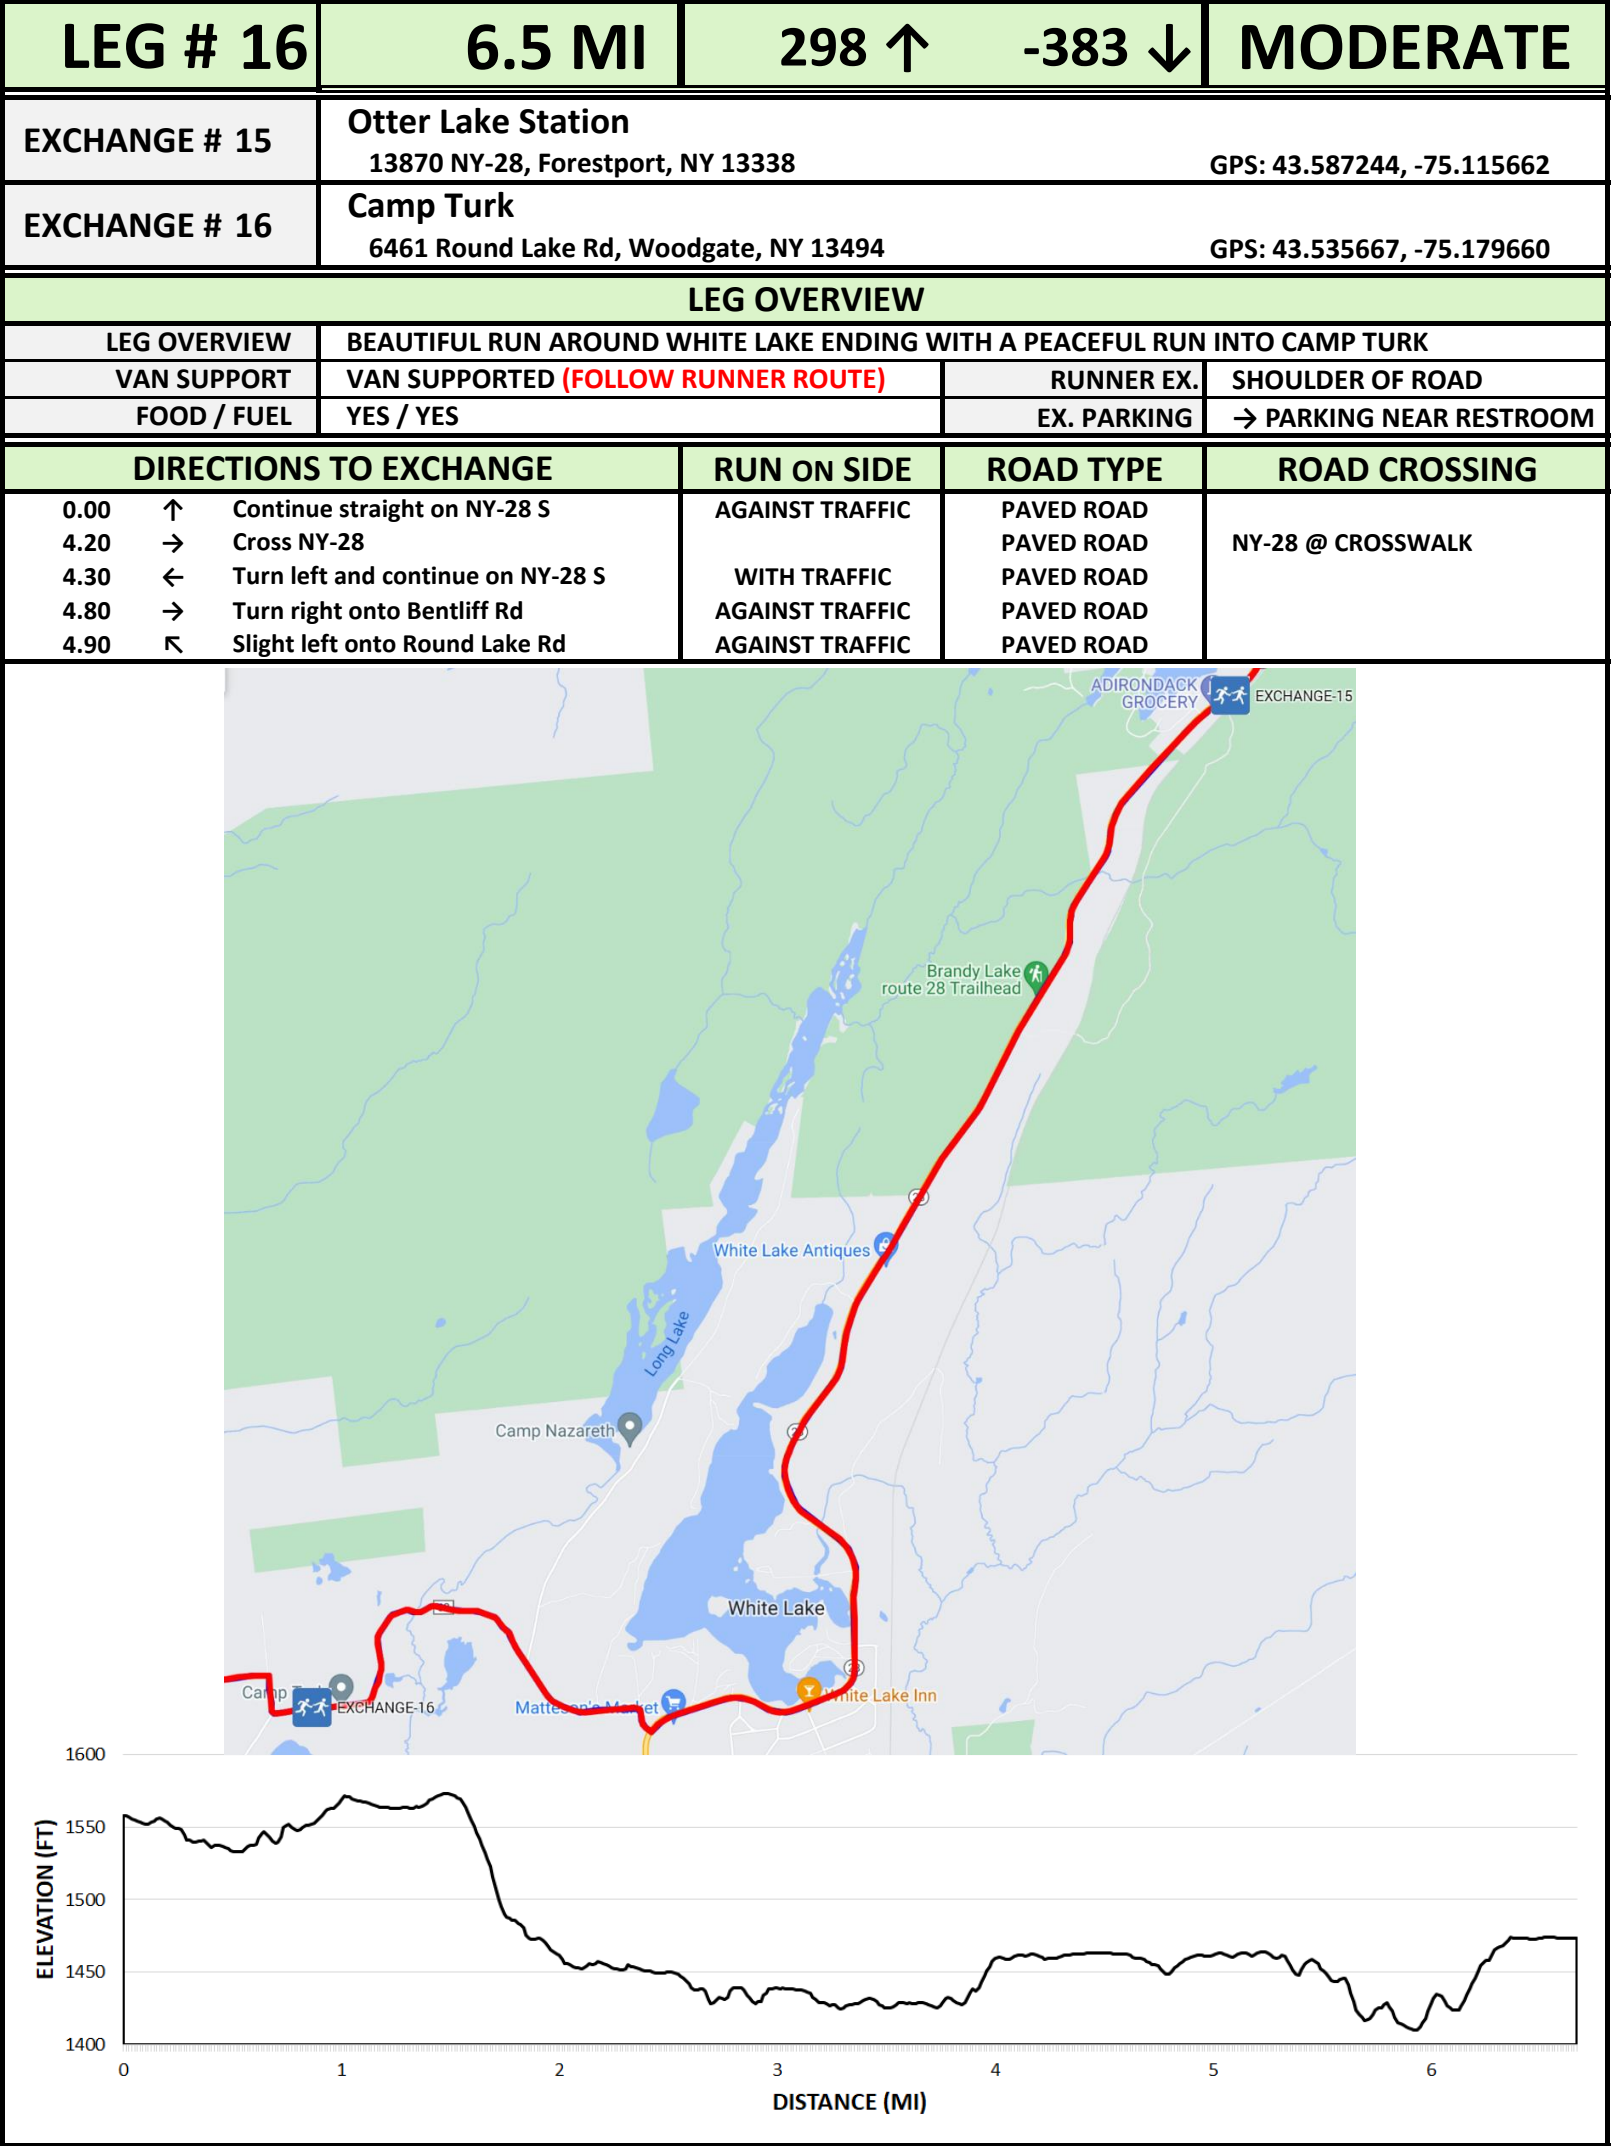 LEG # 16 6.5 MI 298 ↑ -383 ↓ MODERATE
EXCHANGE # 15 Otter Lake Station
13870 NY-28, Forestport, NY 13338 GPS: 43.587244, -75.115662
EXCHANGE # 16 Camp Turk
6461 Round Lake Rd, Woodgate, NY 13494 GPS: 43.535667, -75.179660
LEG OVERVIEW
LEG OVERVIEW BEAUTIFUL RUN AROUND WHITE LAKE ENDING WITH A PEACEFUL RUN INTO CAMP TURK
VAN SUPPORT VAN SUPPORTED (FOLLOW RUNNER ROUTE) RUNNER EX. SHOULDER OF ROAD
FOOD / FUEL YES / YES EX. PARKING → PARKING NEAR RESTROOM
DIRECTIONS TO EXCHANGE RUN ON SIDE ROAD TYPE ROAD CROSSING
0.00 ↑ Continue straight on NY-28 S AGAINST TRAFFIC PAVED ROAD
4.20 → Cross NY-28 PAVED ROAD NY-28 @ CROSSWALK
4.30 ← Turn left and continue on NY-28 S WITH TRAFFIC PAVED ROAD
4.80 → Turn right onto Bentliff Rd AGAINST TRAFFIC PAVED ROAD
4.90 ↖ Slight left onto Round Lake Rd AGAINST TRAFFIC PAVED ROAD
ADIRONDACK
GROCERY
EXCHANGE-15
Brandy Lake
route 28 Trailhead
28
White Lake Antiques
Long Lake
Camp Nazareth
28
White Lake
28
Camp
EXCHANGE-16
Matteson's Market
White Lake Inn
1600
1550
1500
1450
1400
ELEVATION (FT)
0 1 2 3 4 5 6
DISTANCE (MI)